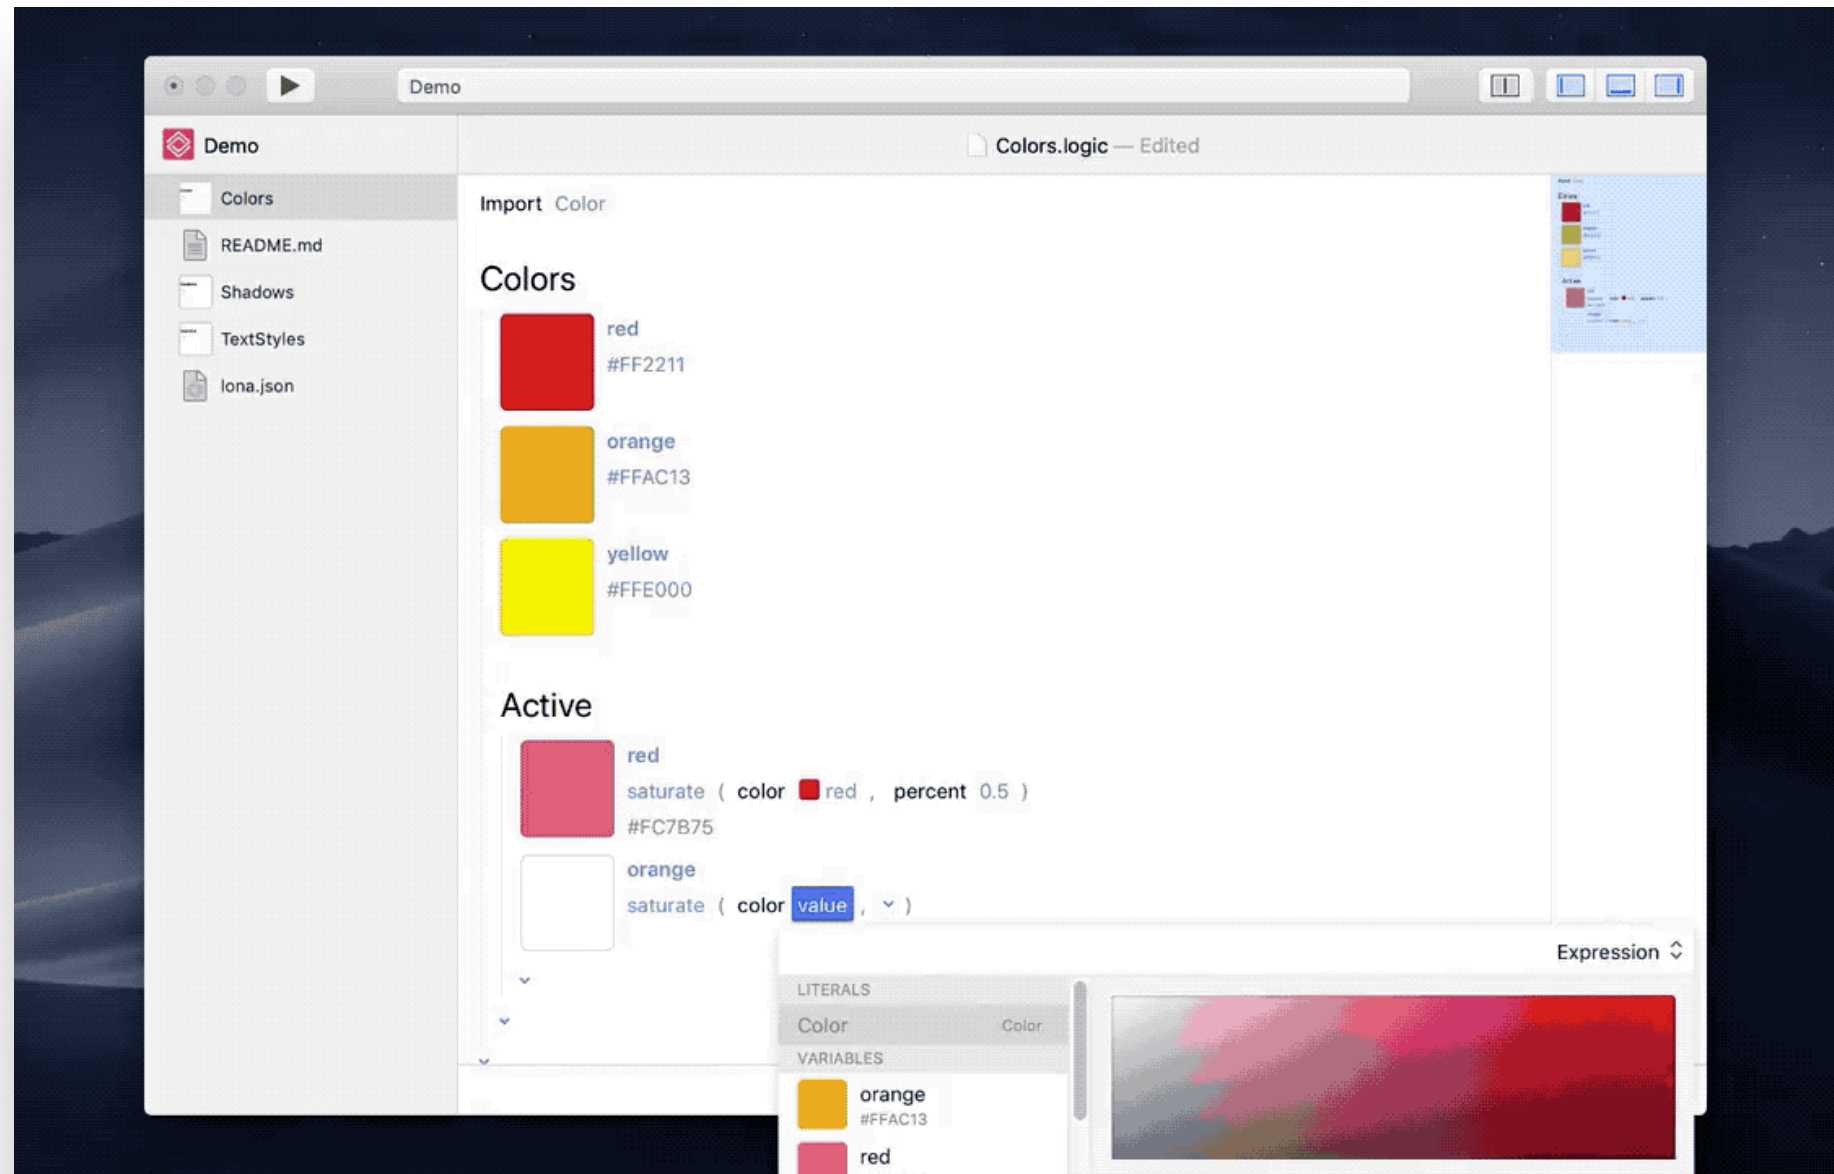 Demo
Demo
Colors.logic — Edited
Colors
README.md
Shadows
TextStyles
lona.json
Import Color
Colors
red
#FF2211
orange
#FFAC13
yellow
#FFE000
Active
red
saturate ( color red , percent 0.5 )
#FC7B75
orange
saturate ( color value , )
Expression
LITERALS
Color Color
VARIABLES
orange
#FFAC13
red